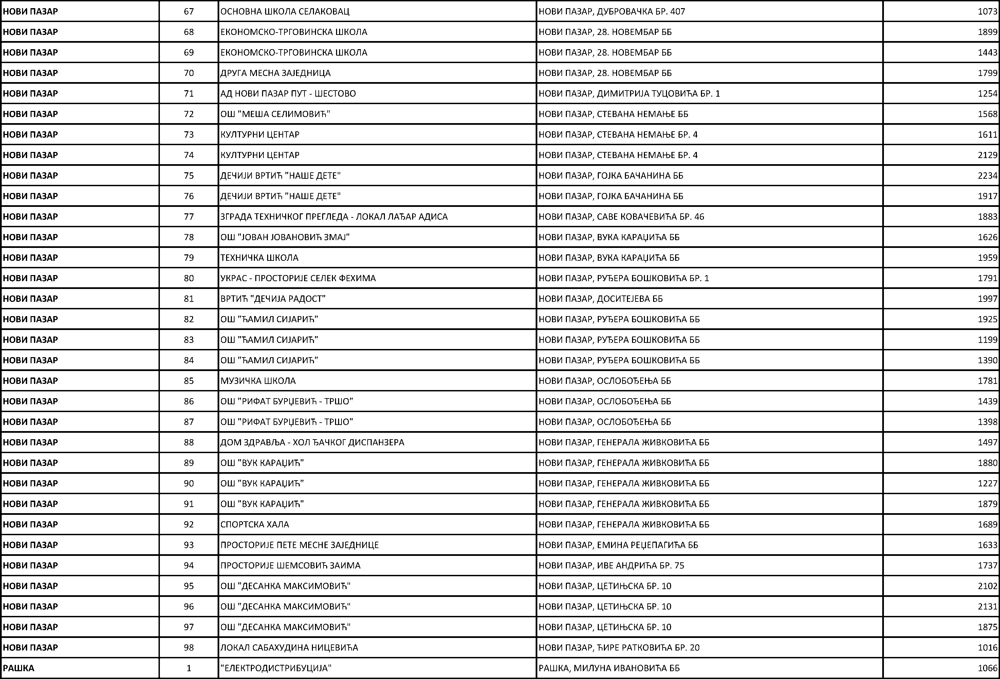 НОВИ ПАЗАР 67 ОСНОВНА ШКОЛА СЕЛАКОВАЦ НОВИ ПАЗАР, ДУБРОВАЧКА БР. 407 1073
НОВИ ПАЗАР 68 ЕКОНОМСКО-ТРГОВИНСКА ШКОЛА НОВИ ПАЗАР, 28. НОВЕМБАР ББ 1899
НОВИ ПАЗАР 69 ЕКОНОМСКО-ТРГОВИНСКА ШКОЛА НОВИ ПАЗАР, 28. НОВЕМБАР ББ 1443
НОВИ ПАЗАР 70 ДРУГА МЕСНА ЗАЈЕДНИЦА НОВИ ПАЗАР, 28. НОВЕМБАР ББ 1799
НОВИ ПАЗАР 71 АД НОВИ ПАЗАР ПУТ - ШЕСТОВО НОВИ ПАЗАР, ДИМИТРИЈА ТУЦОВИЋА БР. 1 1254
НОВИ ПАЗАР 72 ОШ "МЕША СЕЛИМОВИЋ" НОВИ ПАЗАР, СТЕВАНА НЕМАЊЕ ББ 1568
НОВИ ПАЗАР 73 КУЛТУРНИ ЦЕНТАР НОВИ ПАЗАР, СТЕВАНА НЕМАЊЕ БР. 4 1611
НОВИ ПАЗАР 74 КУЛТУРНИ ЦЕНТАР НОВИ ПАЗАР, СТЕВАНА НЕМАЊЕ БР. 4 2129
НОВИ ПАЗАР 75 ДЕЧИЈИ ВРТИЋ "НАШЕ ДЕТЕ" НОВИ ПАЗАР, ГОЈКА БАЧАНИНА ББ 2234
НОВИ ПАЗАР 76 ДЕЧИЈИ ВРТИЋ "НАШЕ ДЕТЕ" НОВИ ПАЗАР, ГОЈКА БАЧАНИНА ББ 1917
НОВИ ПАЗАР 77 ЗГРАДА ТЕХНИЧКОГ ПРЕГЛЕДА - ЛОКАЛ ЛАЂАР АДИСА НОВИ ПАЗАР, САВЕ КОВАЧЕВИЋА БР. 46 1883
НОВИ ПАЗАР 78 ОШ "ЈОВАН ЈОВАНОВИЋ ЗМАЈ" НОВИ ПАЗАР, ВУКА КАРАЏИЋА ББ 1626
НОВИ ПАЗАР 79 ТЕХНИЧКА ШКОЛА НОВИ ПАЗАР, ВУКА КАРАЏИЋА ББ 1959
НОВИ ПАЗАР 80 УКРАС - ПРОСТОРИЈЕ СЕЛЕК ФЕХИМА НОВИ ПАЗАР, РУЂЕРА БОШКОВИЋА БР. 1 1791
НОВИ ПАЗАР 81 ВРТИЋ "ДЕЧИЈА РАДОСТ" НОВИ ПАЗАР, ДОСИТЕЈЕВА ББ 1997
НОВИ ПАЗАР 82 ОШ "ЋАМИЛ СИЈАРИЋ" НОВИ ПАЗАР, РУЂЕРА БОШКОВИЋА ББ 1925
НОВИ ПАЗАР 83 ОШ "ЋАМИЛ СИЈАРИЋ" НОВИ ПАЗАР, РУЂЕРА БОШКОВИЋА ББ 1199
НОВИ ПАЗАР 84 ОШ "ЋАМИЛ СИЈАРИЋ" НОВИ ПАЗАР, РУЂЕРА БОШКОВИЋА ББ 1390
НОВИ ПАЗАР 85 МУЗИЧКА ШКОЛА НОВИ ПАЗАР, ОСЛОБОЂЕЊА ББ 1781
НОВИ ПАЗАР 86 ОШ "РИФАТ БУРЏЕВИЋ - ТРШО" НОВИ ПАЗАР, ОСЛОБОЂЕЊА ББ 1439
НОВИ ПАЗАР 87 ОШ "РИФАТ БУРЏЕВИЋ - ТРШО" НОВИ ПАЗАР, ОСЛОБОЂЕЊА ББ 1398
НОВИ ПАЗАР 88 ДОМ ЗДРАВЉА - ХОЛ ЂАЧКОГ ДИСПАНЗЕРА НОВИ ПАЗАР, ГЕНЕРАЛА ЖИВКОВИЋА ББ 1497
НОВИ ПАЗАР 89 ОШ "ВУК КАРАЏИЋ" НОВИ ПАЗАР, ГЕНЕРАЛА ЖИВКОВИЋА ББ 1880
НОВИ ПАЗАР 90 ОШ "ВУК КАРАЏИЋ" НОВИ ПАЗАР, ГЕНЕРАЛА ЖИВКОВИЋА ББ 1227
НОВИ ПАЗАР 91 ОШ "ВУК КАРАЏИЋ" НОВИ ПАЗАР, ГЕНЕРАЛА ЖИВКОВИЋА ББ 1879
НОВИ ПАЗАР 92 СПОРТСКА ХАЛА НОВИ ПАЗАР, ГЕНЕРАЛА ЖИВКОВИЋА ББ 1689
НОВИ ПАЗАР 93 ПРОСТОРИЈЕ ПЕТЕ МЕСНЕ ЗАЈЕДНИЦЕ НОВИ ПАЗАР, ЕМИНА РЕЏЕПАГИЋА ББ 1633
НОВИ ПАЗАР 94 ПРОСТОРИЈЕ ШЕМСОВИЋ ЗАИМА НОВИ ПАЗАР, ИВЕ АНДРИЋА БР. 75 1737
НОВИ ПАЗАР 95 ОШ "ДЕСАНКА МАКСИМОВИЋ" НОВИ ПАЗАР, ЦЕТИЊСКА БР. 10 2102
НОВИ ПАЗАР 96 ОШ "ДЕСАНКА МАКСИМОВИЋ" НОВИ ПАЗАР, ЦЕТИЊСКА БР. 10 2131
НОВИ ПАЗАР 97 ОШ "ДЕСАНКА МАКСИМОВИЋ" НОВИ ПАЗАР, ЦЕТИЊСКА БР. 10 1875
НОВИ ПАЗАР 98 ЛОКАЛ САБАХУДИНА НИЦЕВИЋА НОВИ ПАЗАР, ЋИРЕ РАТКОВИЋА БР. 20 1016
РАШКА 1 "ЕЛЕКТРОДИСТРИБУЦИЈА" РАШКА, МИЛУНА ИВАНОВИЋА ББ 1066